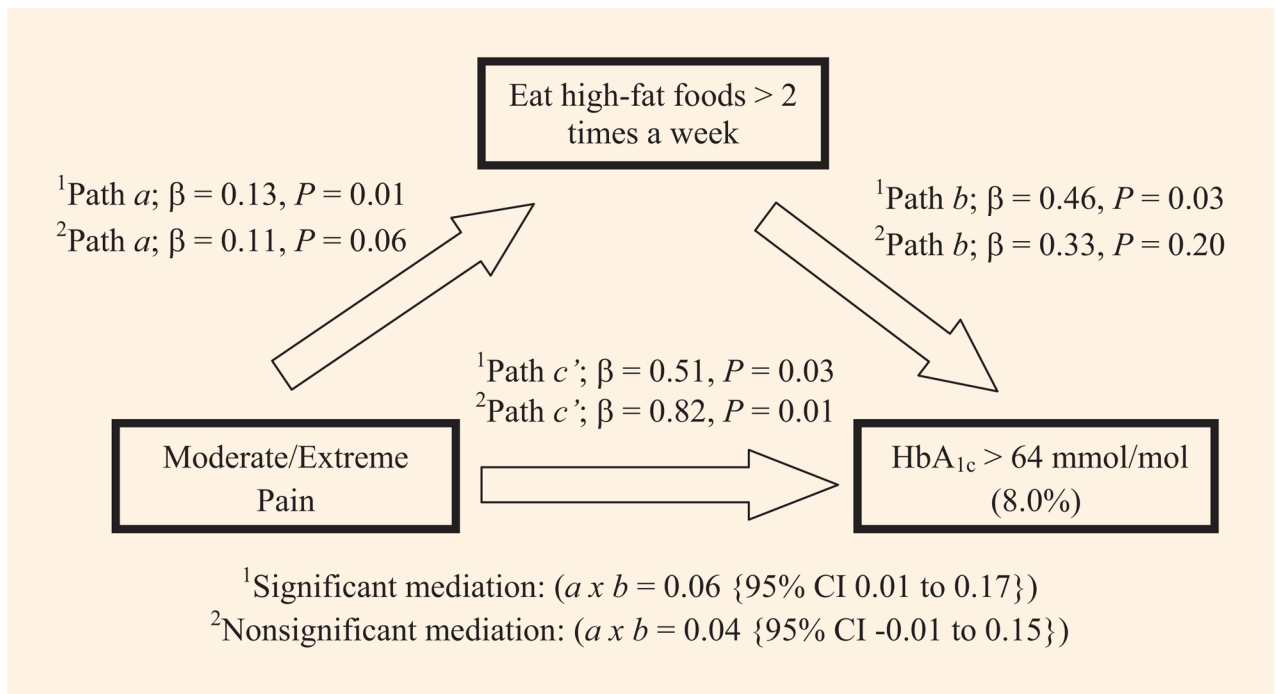 Eat high-fat foods > 2
times a week
¹Path a; β = 0.13, P = 0.01
²Path a; β = 0.11, P = 0.06
¹Path b; β = 0.46, P = 0.03
²Path b; β = 0.33, P = 0.20
¹Path c’; β = 0.51, P = 0.03
²Path c’; β = 0.82, P = 0.01
Moderate/Extreme
Pain
HbA₁c > 64 mmol/mol
(8.0%)
¹Significant mediation: (a x b = 0.06 {95% CI 0.01 to 0.17})
²Nonsignificant mediation: (a x b = 0.04 {95% CI -0.01 to 0.15})